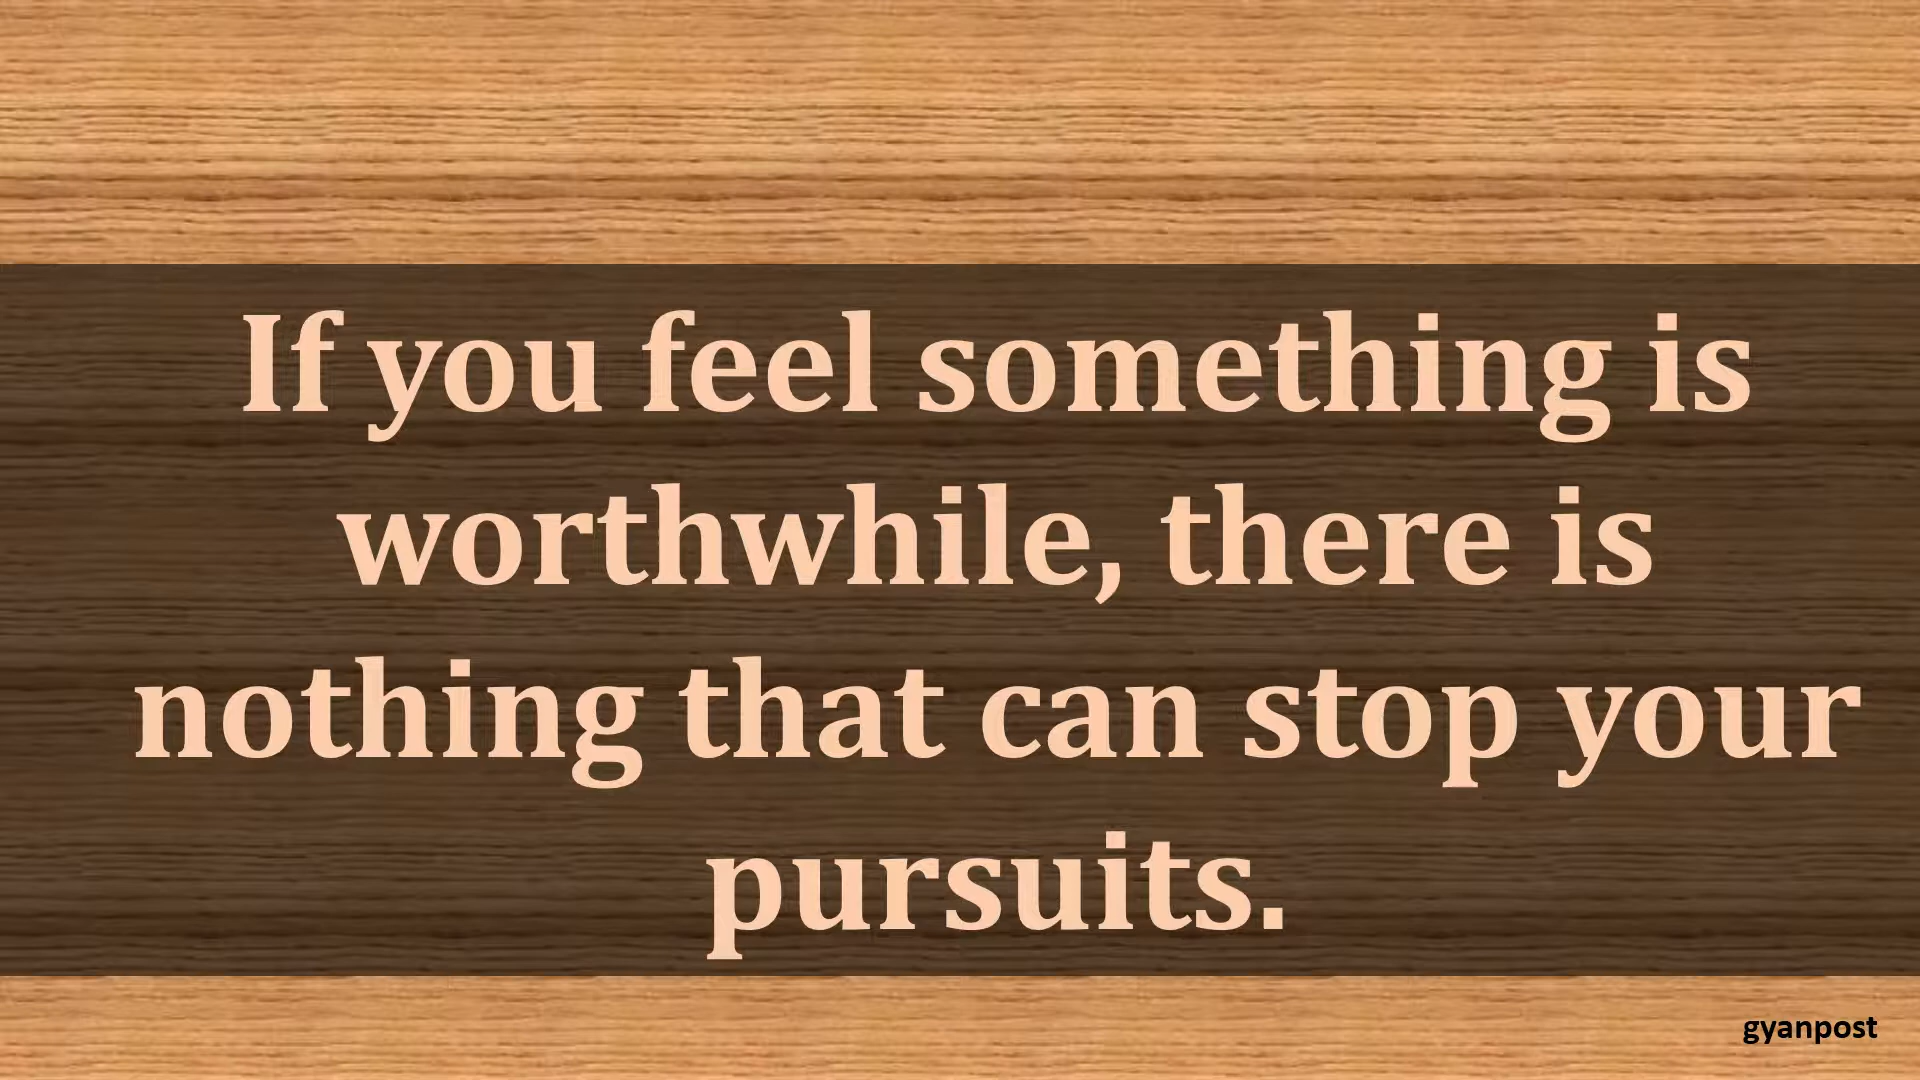 If you feel something is
worthwhile, there is
nothing that can stop your
pursuits.
gyanpost